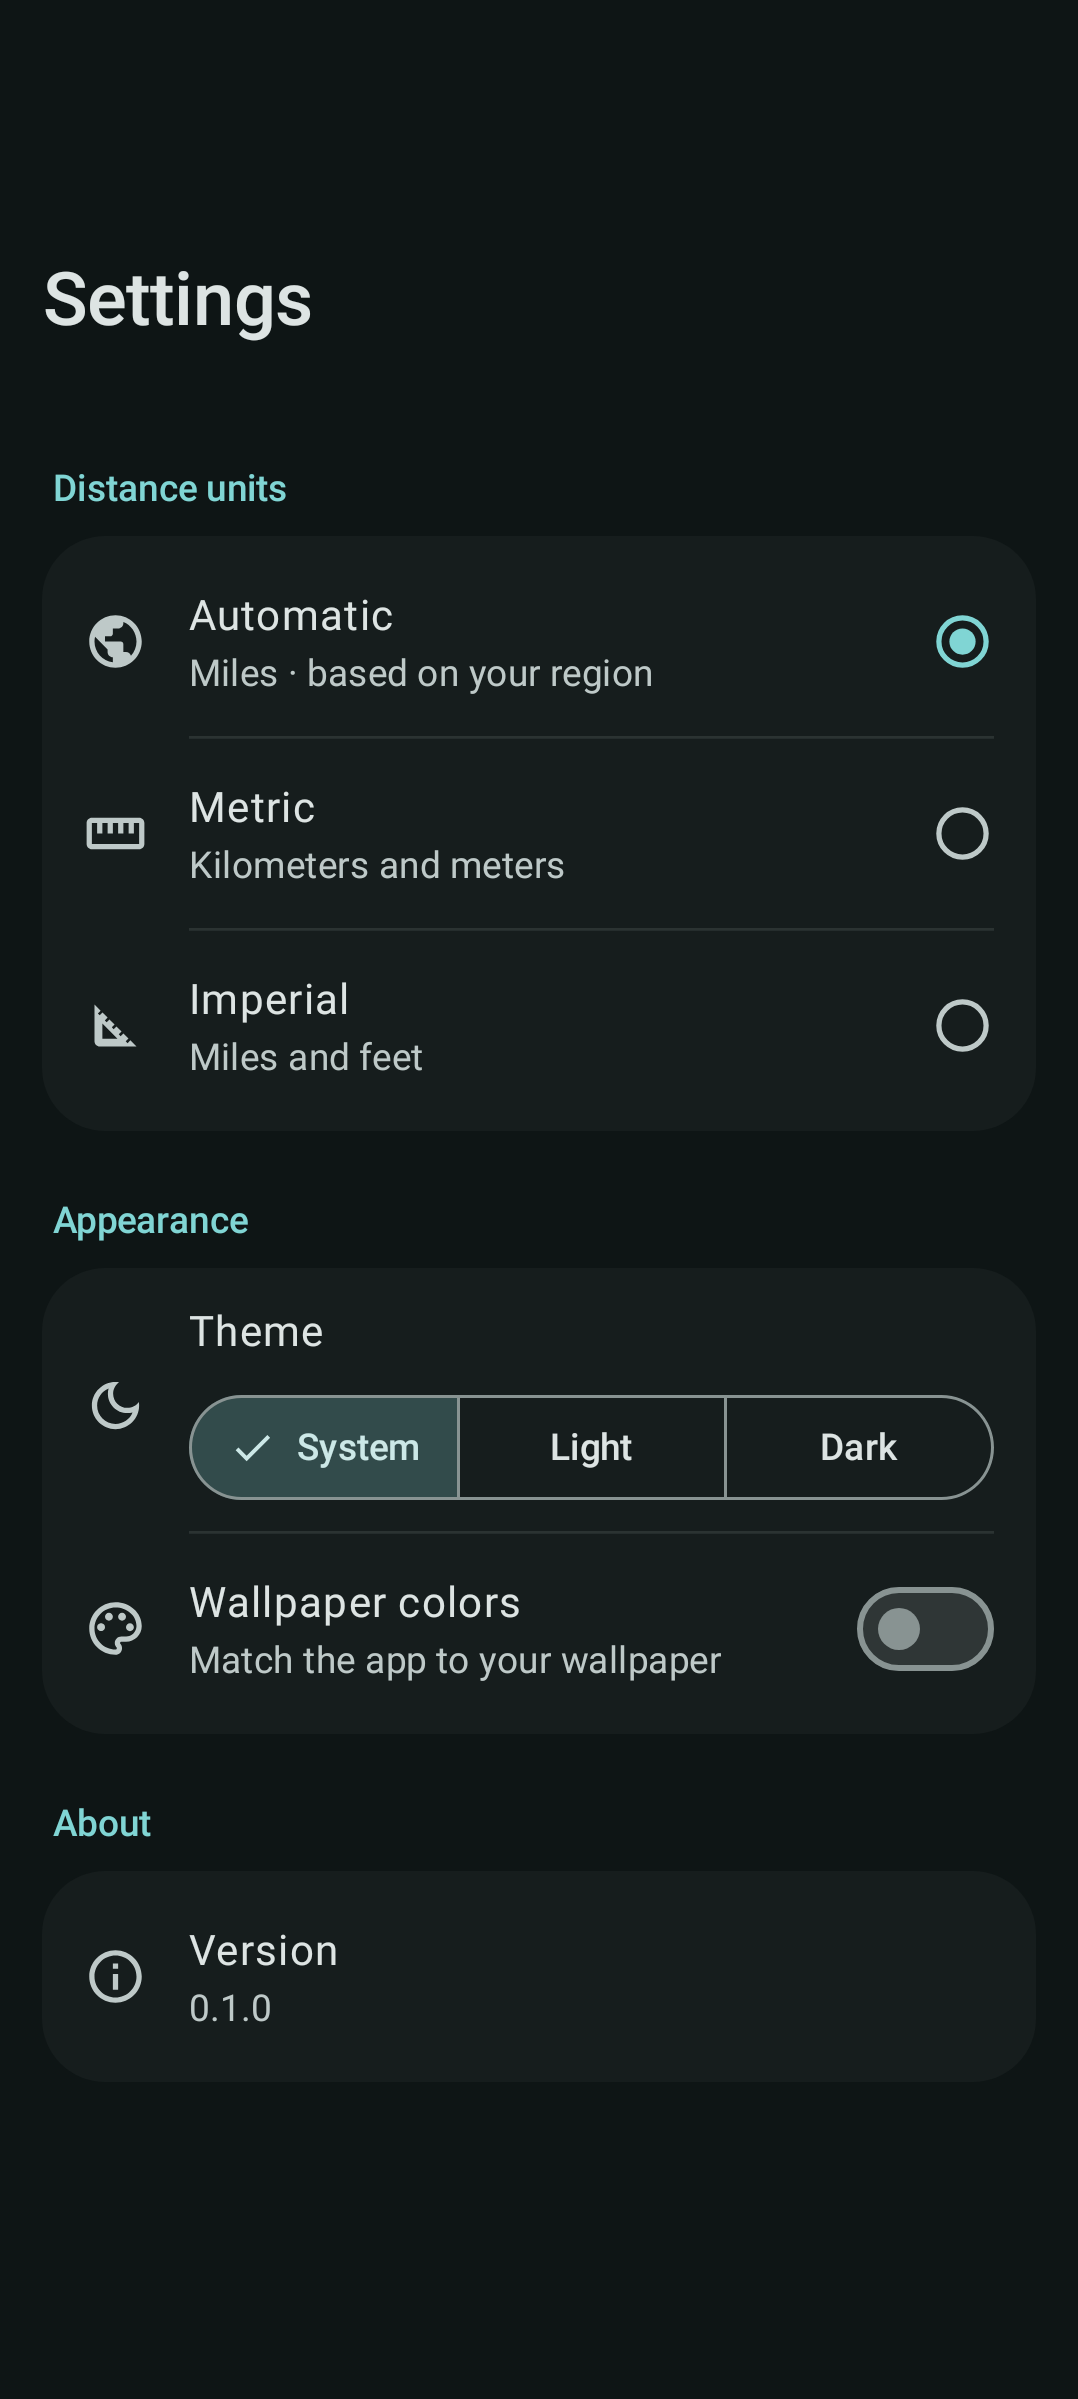 Settings
Distance units
Automatic
Miles · based on your region
Metric
Kilometers and meters
Imperial
Miles and feet
Appearance
Theme
System Light Dark
Wallpaper colors
Match the app to your wallpaper
About
Version
0.1.0